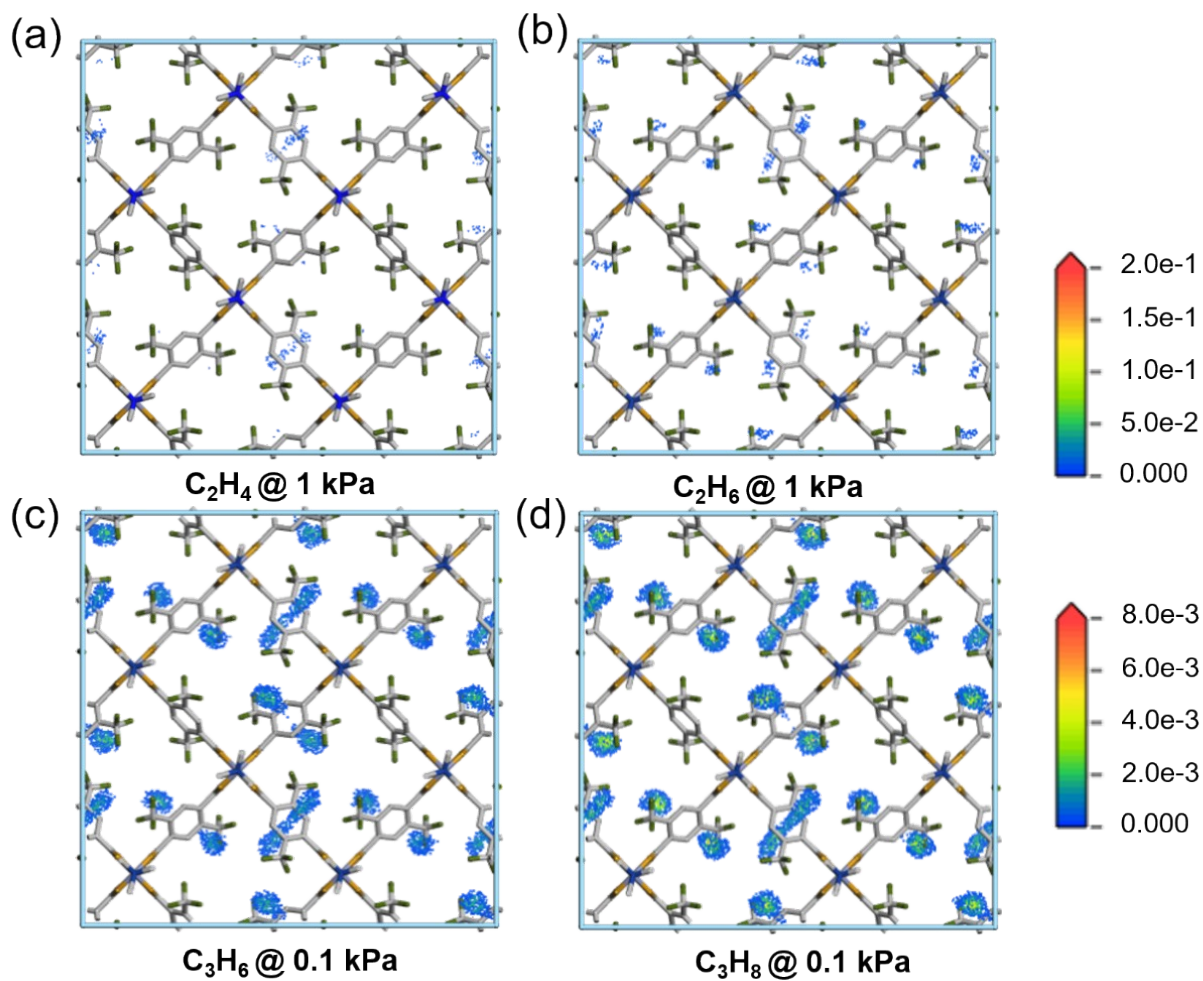 (a)
(b)
2.0e-1
1.5e-1
1.0e-1
5.0e-2
0.000
C₂H₄ @ 1 kPa
C₂H₆ @ 1 kPa
(c)
(d)
8.0e-3
6.0e-3
4.0e-3
2.0e-3
0.000
C₃H₆ @ 0.1 kPa
C₃H₈ @ 0.1 kPa